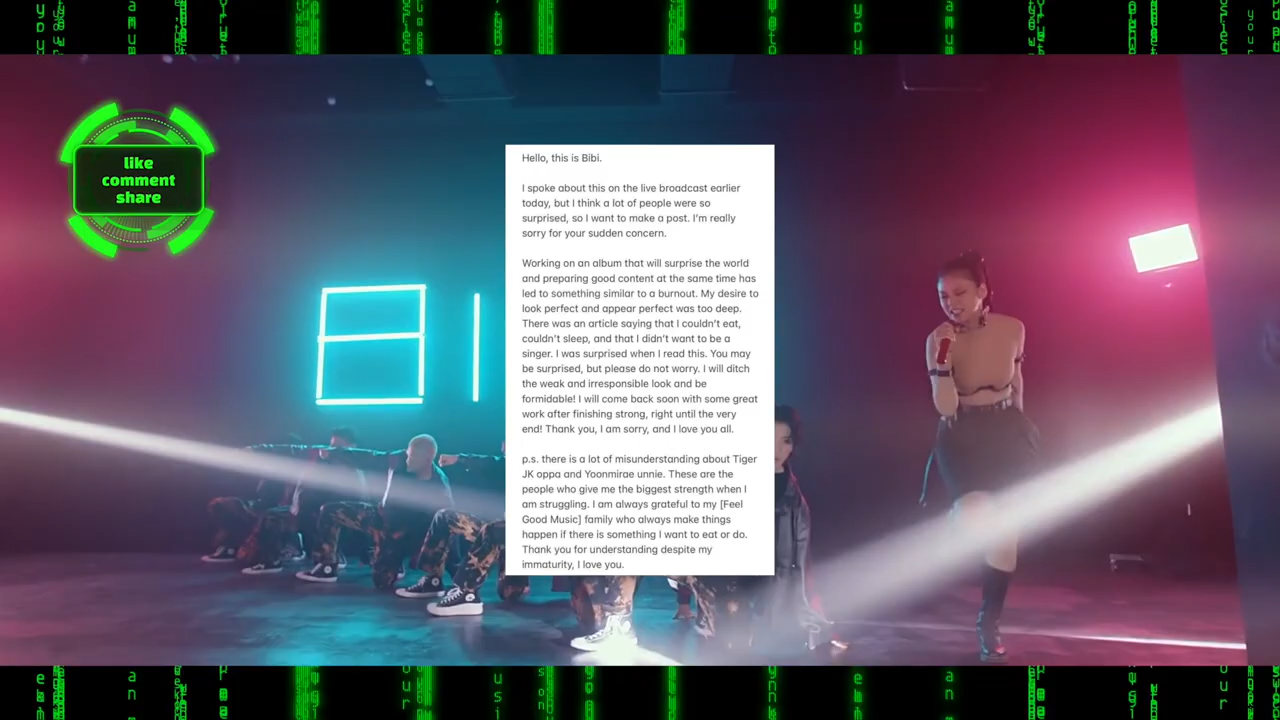 like
comment
share
BI
Hello, this is Bibi.
I spoke about this on the live broadcast earlier
today, but I think a lot of people were so
surprised, so I want to make a post. I'm really
sorry for your sudden concern.
Working on an album that will surprise the world
and preparing good content at the same time has
led to something similar to a burnout. My desire to
look perfect and appear perfect was too deep.
There was an article saying that I couldn't eat,
couldn't sleep, and that I didn't want to be a
singer. I was surprised when I read this. You may
be surprised, but please do not worry. I will ditch
the weak and irresponsible look and be
formidable! I will come back soon with some great
work after finishing strong, right until the very
end! Thank you, I am sorry, and I love you all.
p.s. there is a lot of misunderstanding about Tiger
JK oppa and Yoonmirae unnie. These are the
people who give me the biggest strength when I
am struggling. I am always grateful to my [Feel
Good Music] family who always make things
happen if there is something I want to eat or do.
Thank you for understanding despite my
immaturity, I love you.